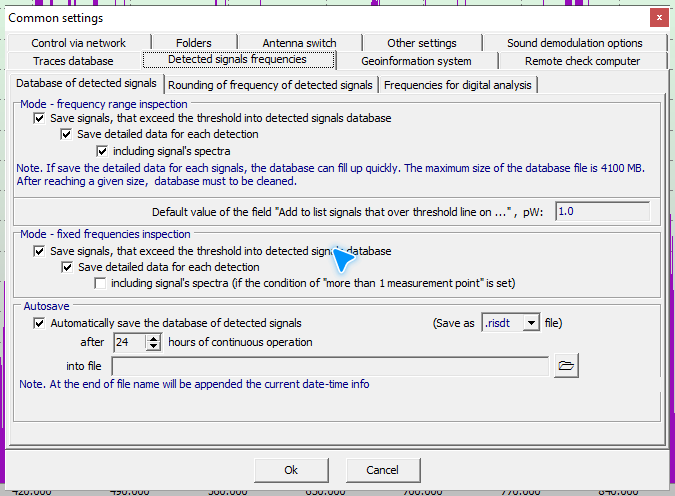 Common settings
x
Control via network
Folders
Antenna switch
Other settings
Sound demodulation options
Traces database
Detected signals frequencies
Geoinformation system
Remote check computer
Database of detected signals
Rounding of frequency of detected signals
Frequencies for digital analysis
Mode - frequency range inspection
Save signals, that exceed the threshold into detected signals database
Save detailed data for each detection
including signal's spectra
Note. If save the detailed data for each signals, the database can fill up quickly. The maximum size of the database file is 4100 MB.
After reaching a given size, database must to be cleaned.
Default value of the field "Add to list signals that over threshold line on ..." , pW: 1.0
Mode - fixed frequencies inspection
Save signals, that exceed the threshold into detected signals database
Save detailed data for each detection
including signal's spectra (if the condition of "more than 1 measurement point" is set)
Autosave
Automatically save the database of detected signals (Save as .risdt file)
after 24 hours of continuous operation
into file
Note. At the end of file name will be appended the current date-time info
Ok
Cancel